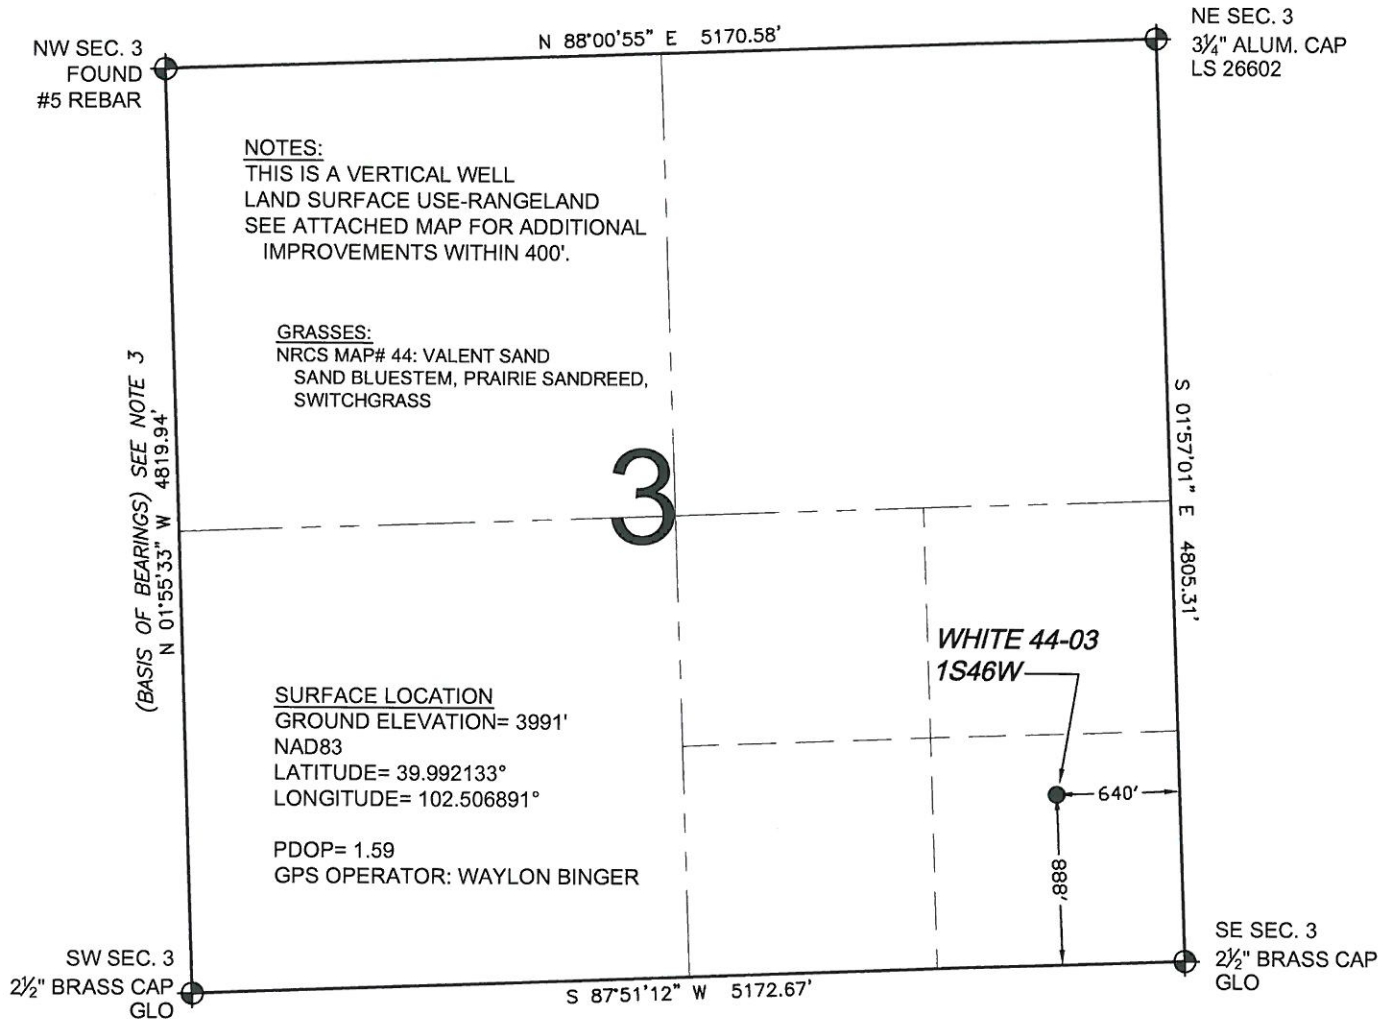 NW SEC. 3
FOUND
#5 REBAR
N 88°00'55" E 5170.58'
NE SEC. 3
3¼" ALUM. CAP
LS 26602
NOTES:
THIS IS A VERTICAL WELL
LAND SURFACE USE-RANGELAND
SEE ATTACHED MAP FOR ADDITIONAL
IMPROVEMENTS WITHIN 400'.
GRASSES:
NRCS MAP# 44: VALENT SAND
SAND BLUESTEM, PRAIRIE SANDREED,
SWITCHGRASS
(BASIS OF BEARINGS) SEE NOTE 3
N 01°55'33" W 4819.94'
3
S 01°57'01" E 4805.31'
WHITE 44-03
1S46W
SURFACE LOCATION
GROUND ELEVATION= 3991'
NAD83
LATITUDE= 39.992133°
LONGITUDE= 102.506891°
640'
888'
PDOP= 1.59
GPS OPERATOR: WAYLON BINGER
SW SEC. 3
2½" BRASS CAP
GLO
S 87°51'12" W 5172.67'
SE SEC. 3
2½" BRASS CAP
GLO